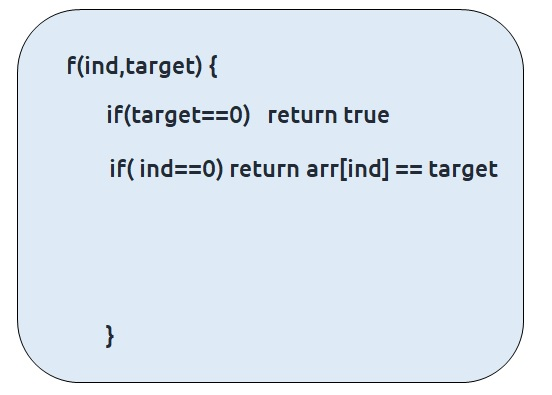 f(ind,target) {
if(target==0) return true
if( ind==0) return arr[ind] == target
}